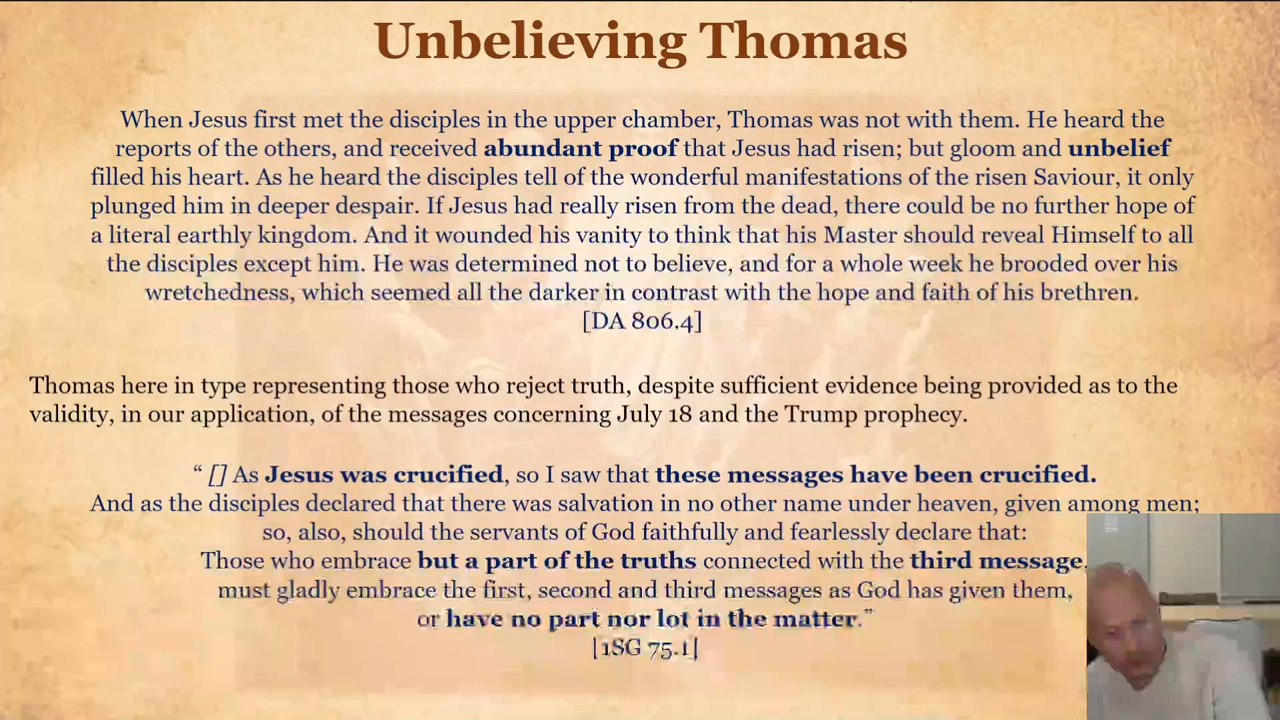 Unbelieving Thomas
When Jesus first met the disciples in the upper chamber, Thomas was not with them. He heard the
reports of the others, and received abundant proof that Jesus had risen; but gloom and unbelief
filled his heart. As he heard the disciples tell of the wonderful manifestations of the risen Saviour, it only
plunged him in deeper despair. If Jesus had really risen from the dead, there could be no further hope of
a literal earthly kingdom. And it wounded his vanity to think that his Master should reveal Himself to all
the disciples except him. He was determined not to believe, and for a whole week he brooded over his
wretchedness, which seemed all the darker in contrast with the hope and faith of his brethren.
[DA 806.4]
Thomas here in type representing those who reject truth, despite sufficient evidence being provided as to the
validity, in our application, of the messages concerning July 18 and the Trump prophecy.
“ [] As Jesus was crucified, so I saw that these messages have been crucified.
And as the disciples declared that there was salvation in no other name under heaven, given among men;
so, also, should the servants of God faithfully and fearlessly declare that:
Those who embrace but a part of the truths connected with the third message,
must gladly embrace the first, second and third messages as God has given them,
or have no part nor lot in the matter.”
[1SG 75.1]